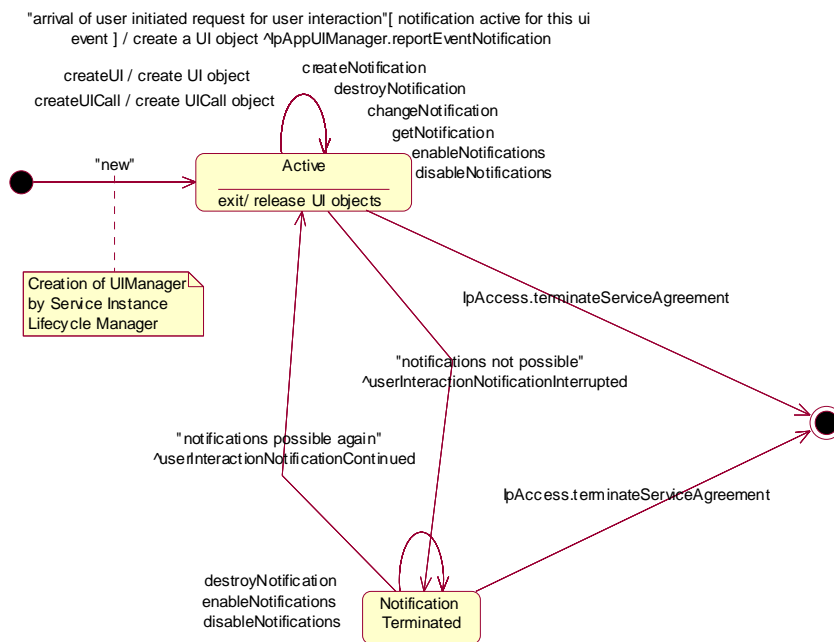 "arrival of user initiated request for user interaction"[ notification active for this ui
event ] / create a UI object ^IpAppUIManager.reportEventNotification
createUI / create UI object
createUICall / create UICall object
createNotification
destroyNotification
changeNotification
getNotification
enableNotifications
disableNotifications
"new"
Active
exit/ release UI objects
Creation of UIManager
by Service Instance
Lifecycle Manager
IpAccess.terminateServiceAgreement
"notifications not possible"
^userInteractionNotificationInterrupted
"notifications possible again"
^userInteractionNotificationContinued
IpAccess.terminateServiceAgreement
destroyNotification
enableNotifications
disableNotifications
Notification
Terminated